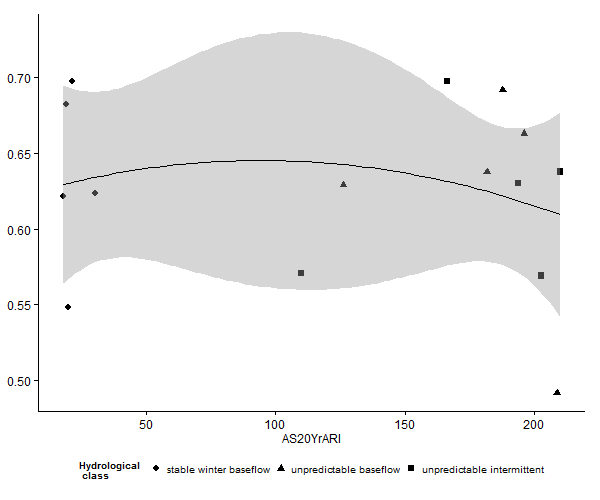 0.70
0.65
0.60
0.55
0.50
50 100 150 200
AS20YrARI
Hydrological
class
stable winter baseflow unpredictable baseflow unpredictable intermittent